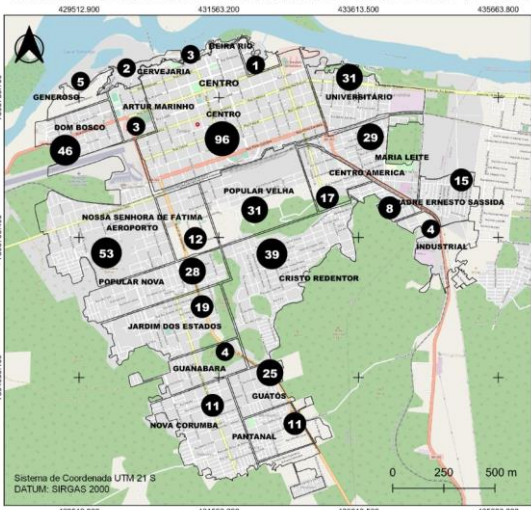 429512.900 431563.200 433613.500 435663.800
BEIRA RIO
3
1
2
CERVEJARIA
5
CENTRO
31
GENEROSO
UNIVERSITÁRIO
ARTUR MARINHO
CENTRO
DOM BOSCO
3
96
29
46
MARIA LEITE
CENTRO AMERICA
15
POPULAR VELHA
PADRE ERNESTO SASSIDA
17
31
8
NOSSA SENHORA DE FÁTIMA
AEROPORTO
4
12
INDUSTRIAL
53
39
28
POPULAR NOVA
CRISTO REDENTOR
19
JARDIM DOS ESTADOS
4
GUANABARA
25
GUATÓS
11
NOVA CORUMBÁ
11
PANTANAL
Sistema de Coordenada UTM 21 S
DATUM: SIRGAS 2000
0 250 500 m